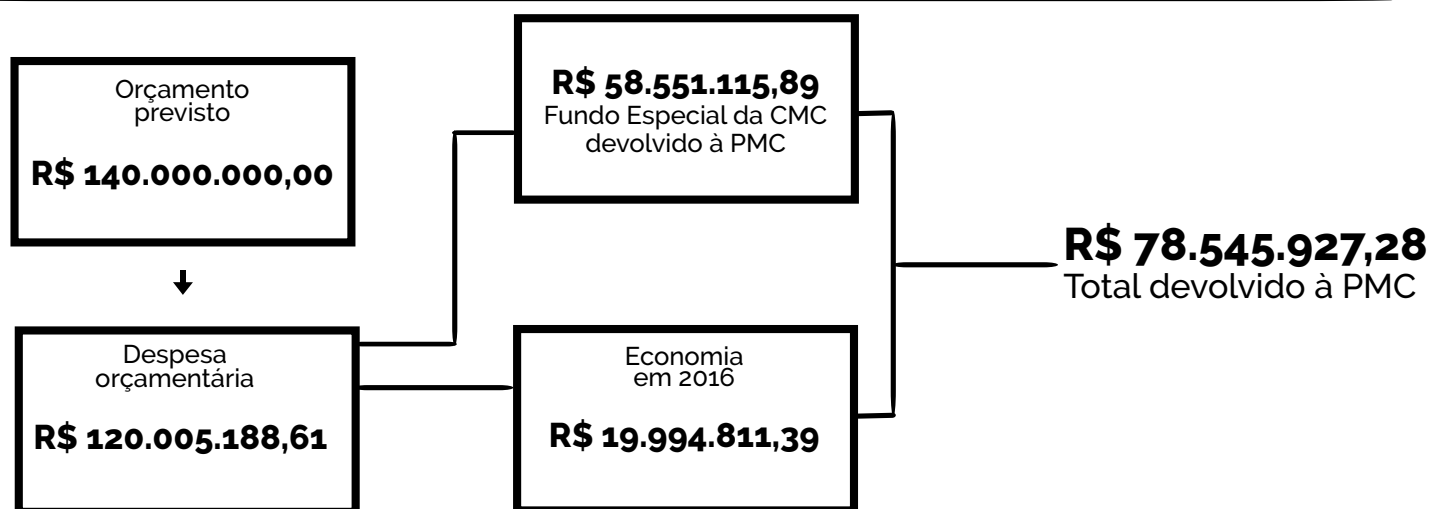 Orçamento
previsto
R$ 140.000.000,00
Despesa
orçamentária
R$ 120.005.188,61
R$ 58.551.115,89
Fundo Especial da CMC
devolvido à PMC
Economia
em 2016
R$ 19.994.811,39
R$ 78.545.927,28
Total devolvido à PMC